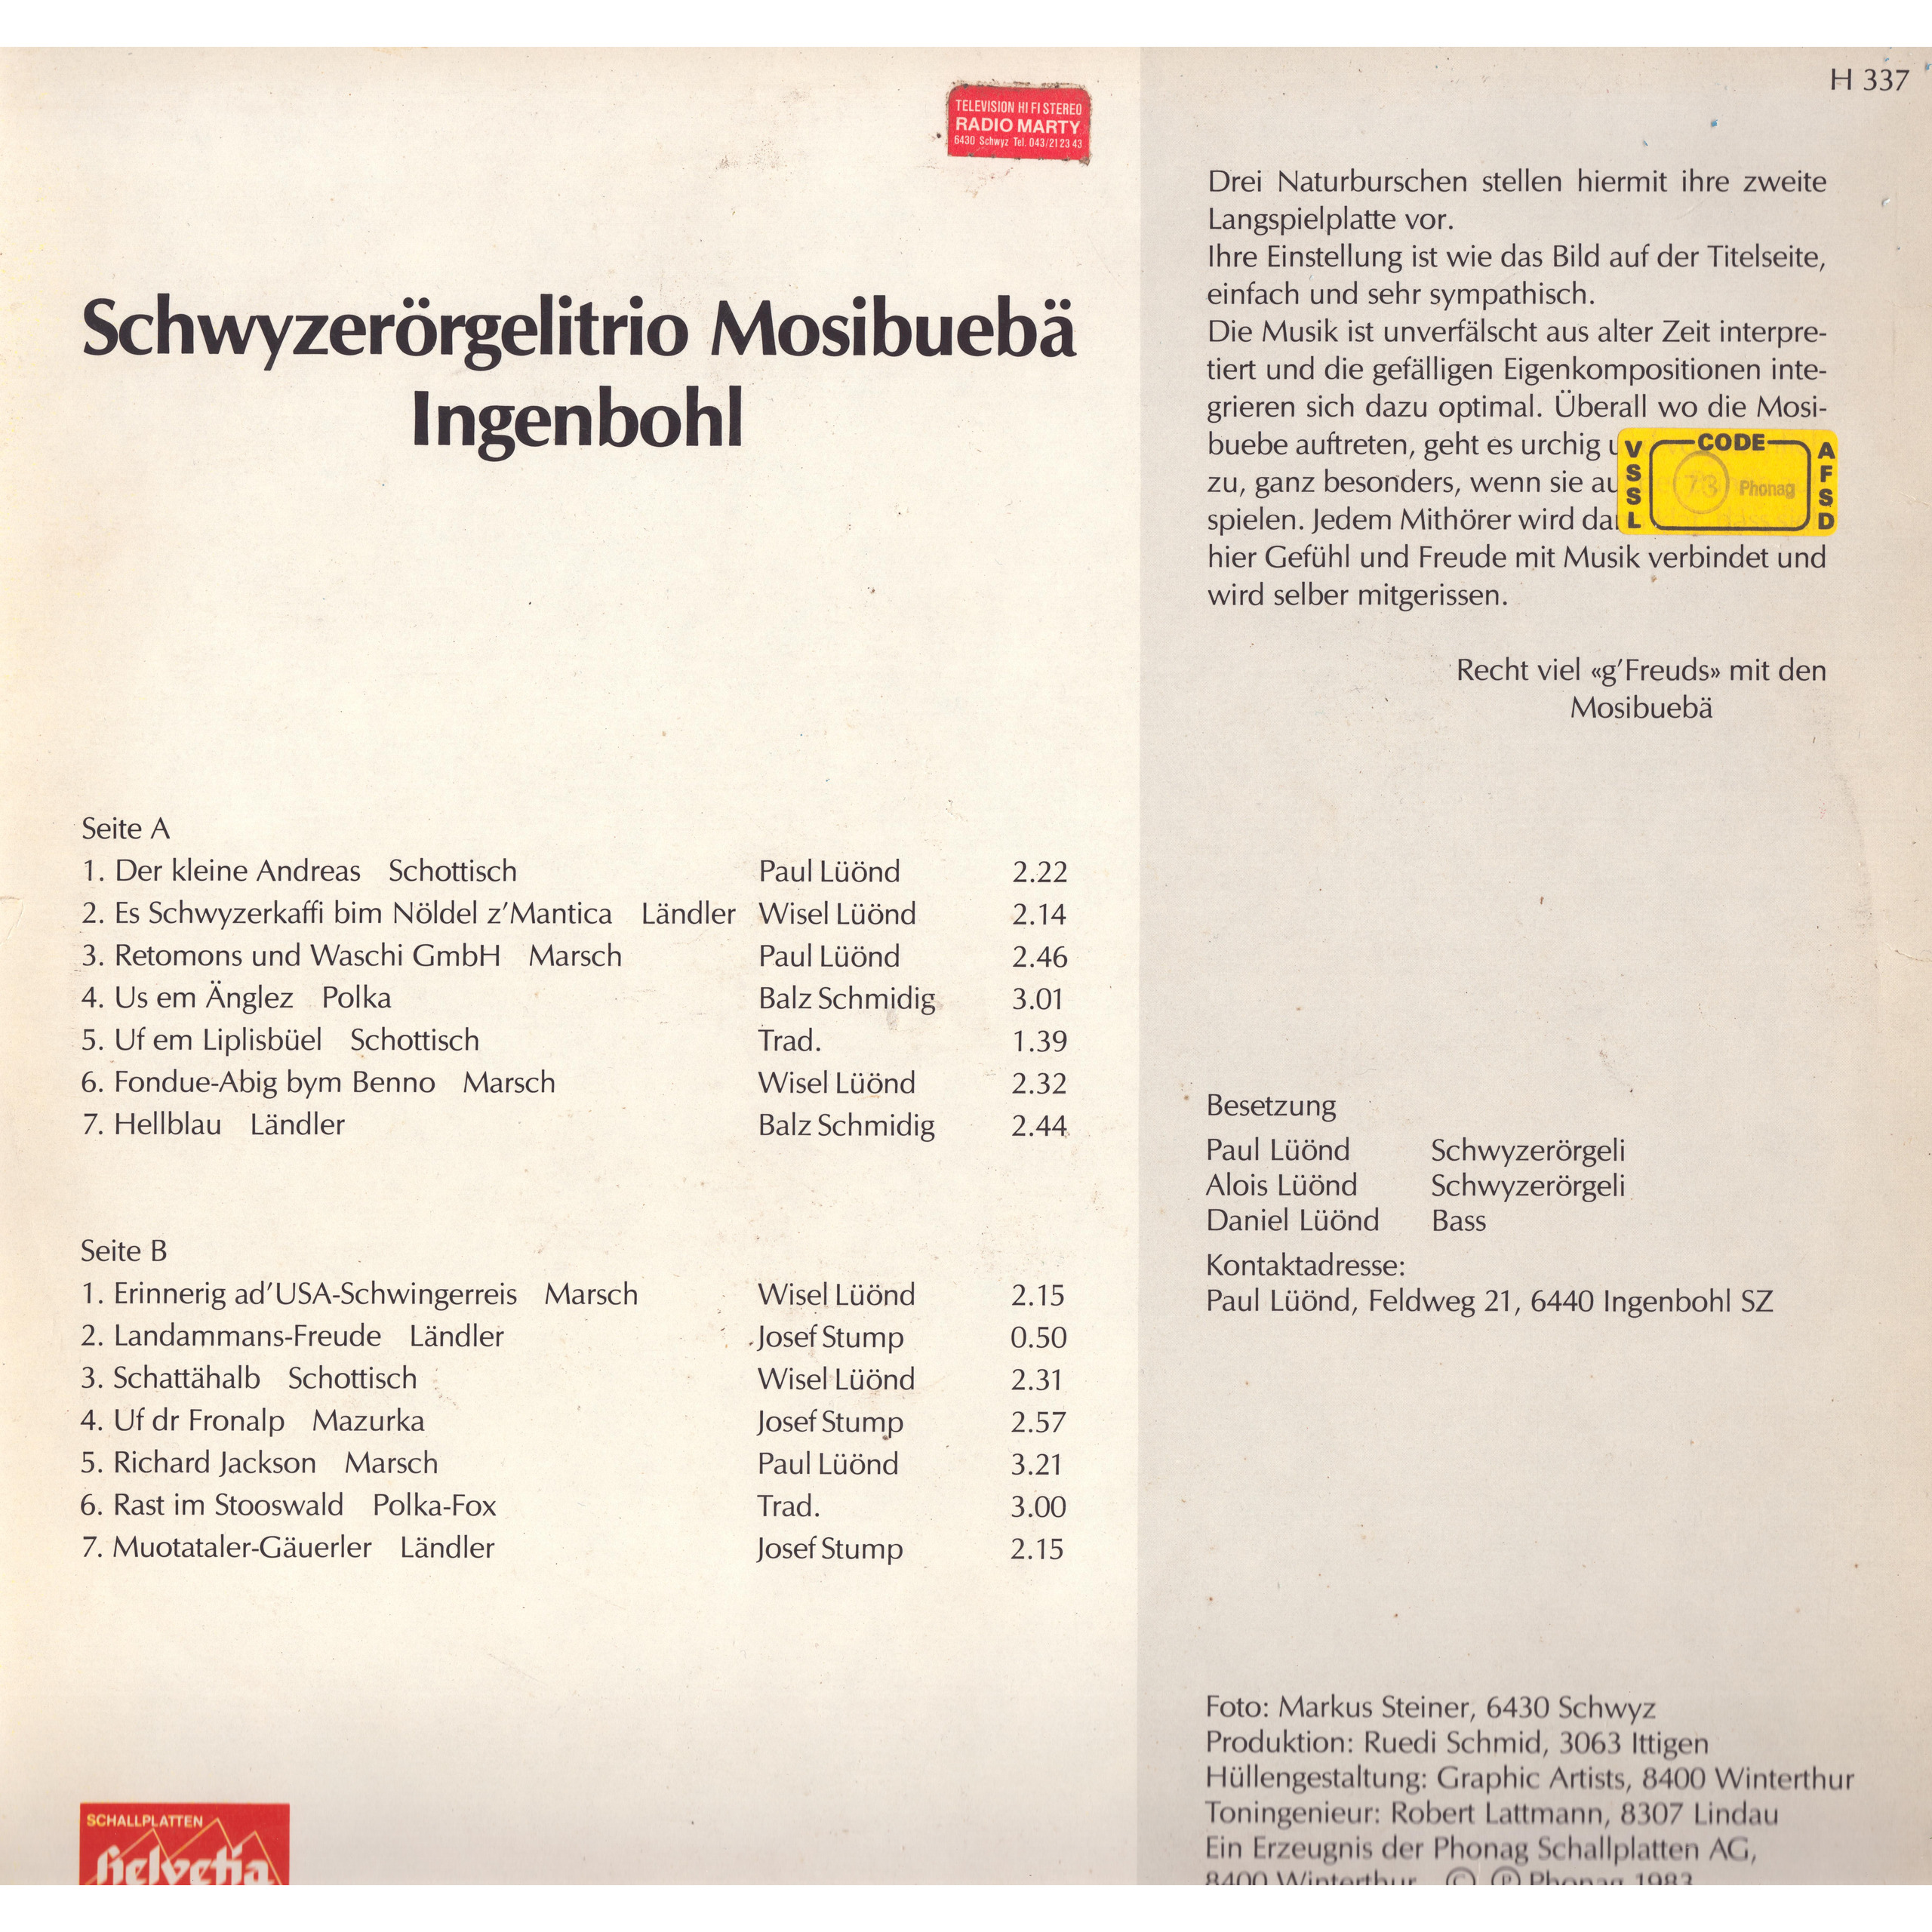 H 337
TELEVISION HI FI STEREO
RADIO MARTY
6430 Schwyz Tel. 043/21 23 43
Schwyzerörgelitrio Mosibuebä
Ingenbohl
Seite A
1. Der kleine Andreas Schottisch Paul Lüönd 2.22
2. Es Schwyzerkaffi bim Nöldel z’Mantica Ländler Wisel Lüönd 2.14
3. Retomons und Waschi GmbH Marsch Paul Lüönd 2.46
4. Us em Änglez Polka Balz Schmidig 3.01
5. Uf em Liplisbüel Schottisch Trad. 1.39
6. Fondue-Abig bym Benno Marsch Wisel Lüönd 2.32
7. Hellblau Ländler Balz Schmidig 2.44
Seite B
1. Erinnerig ad’USA-Schwingerreis Marsch Wisel Lüönd 2.15
2. Landammans-Freude Ländler Josef Stump 0.50
3. Schattähalb Schottisch Wisel Lüönd 2.31
4. Uf dr Fronalp Mazurka Josef Stump 2.57
5. Richard Jackson Marsch Paul Lüönd 3.21
6. Rast im Stooswald Polka-Fox Trad. 3.00
7. Muotataler-Gäuerler Ländler Josef Stump 2.15
SCHALLPLATTEN
helvetia
Drei Naturburschen stellen hiermit ihre zweite
Langspielplatte vor.
Ihre Einstellung ist wie das Bild auf der Titelseite,
einfach und sehr sympathisch.
Die Musik ist unverfälscht aus alter Zeit interpre-
tiert und die gefälligen Eigenkompositionen inte-
grieren sich dazu optimal. Überall wo die Mosi-
buebe auftreten, geht es urchig
zu, ganz besonders, wenn sie
spielen. Jedem Mithörer wird
hier Gefühl und Freude mit Musik verbindet und
wird selber mitgerissen.
VSSL CODE AFSD
73 Phonag
Recht viel «g’Freuds» mit den
Mosibuebä
Besetzung
Paul Lüönd Schwyzerörgeli
Alois Lüönd Schwyzerörgeli
Daniel Lüönd Bass
Kontaktadresse:
Paul Lüönd, Feldweg 21, 6440 Ingenbohl SZ
Foto: Markus Steiner, 6430 Schwyz
Produktion: Ruedi Schmid, 3063 Ittigen
Hüllengestaltung: Graphic Artists, 8400 Winterthur
Toningenieur: Robert Lattmann, 8307 Lindau
Ein Erzeugnis der Phonag Schallplatten AG,
8400 Winterthur © ℗ Phonag 1983